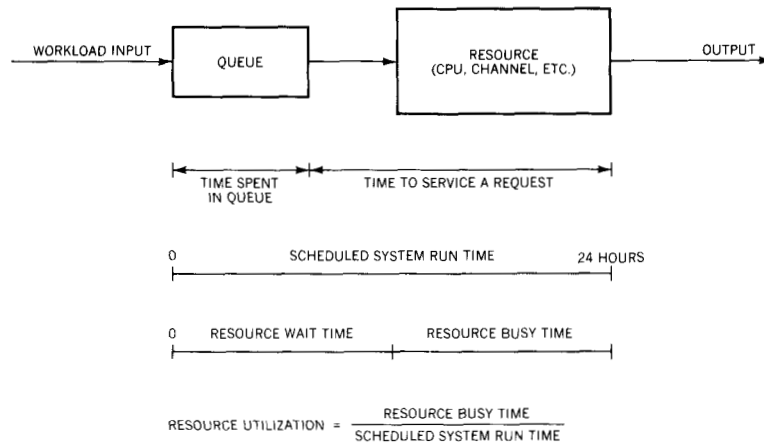 WORKLOAD INPUT
QUEUE
RESOURCE
(CPU, CHANNEL, ETC.)
OUTPUT
TIME SPENT
IN QUEUE
TIME TO SERVICE A REQUEST
0
SCHEDULED SYSTEM RUN TIME
24 HOURS
0
RESOURCE WAIT TIME
RESOURCE BUSY TIME
RESOURCE UTILIZATION =
RESOURCE BUSY TIME
SCHEDULED SYSTEM RUN TIME